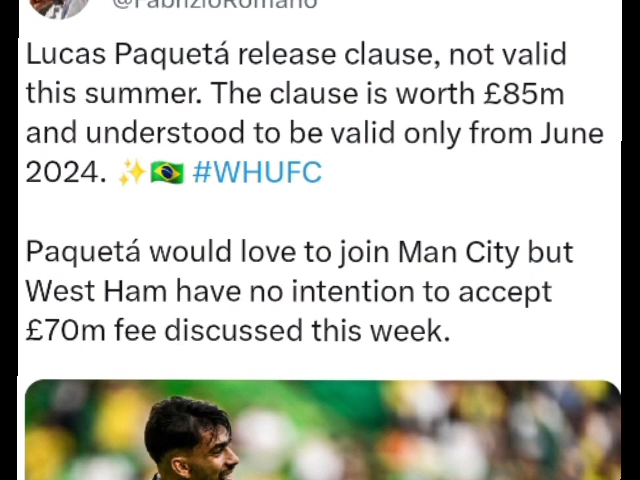 @FabrizioRomano
Lucas Paquetá release clause, not valid
this summer. The clause is worth £85m
and understood to be valid only from June
2024. ✨🇧🇷 #WHUFC
Paquetá would love to join Man City but
West Ham have no intention to accept
£70m fee discussed this week.